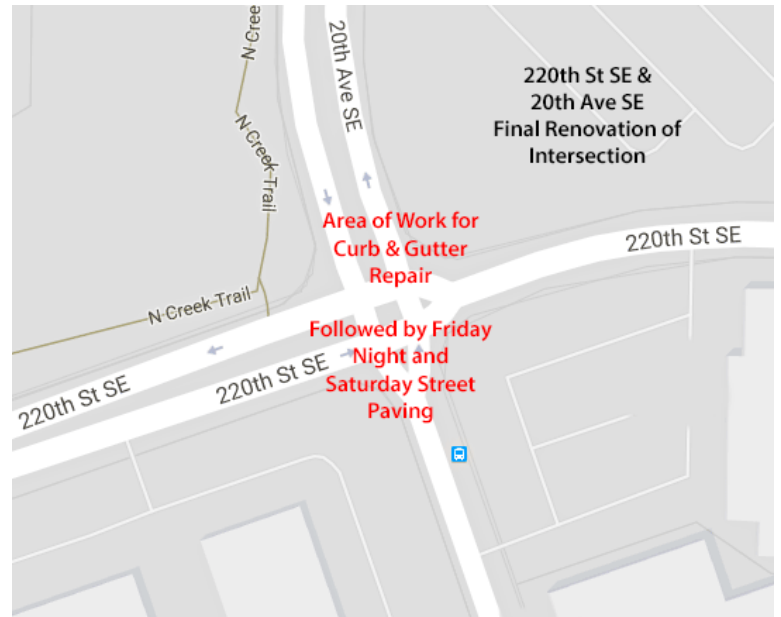 N Cree
20th Ave SE
220th St SE &
20th Ave SE
Final Renovation of
Intersection
N Creek Trail
Area of Work for
Curb & Gutter
Repair
220th St SE
N Creek Trail
Followed by Friday
Night and
Saturday Street
Paving
220th St SE
220th St SE